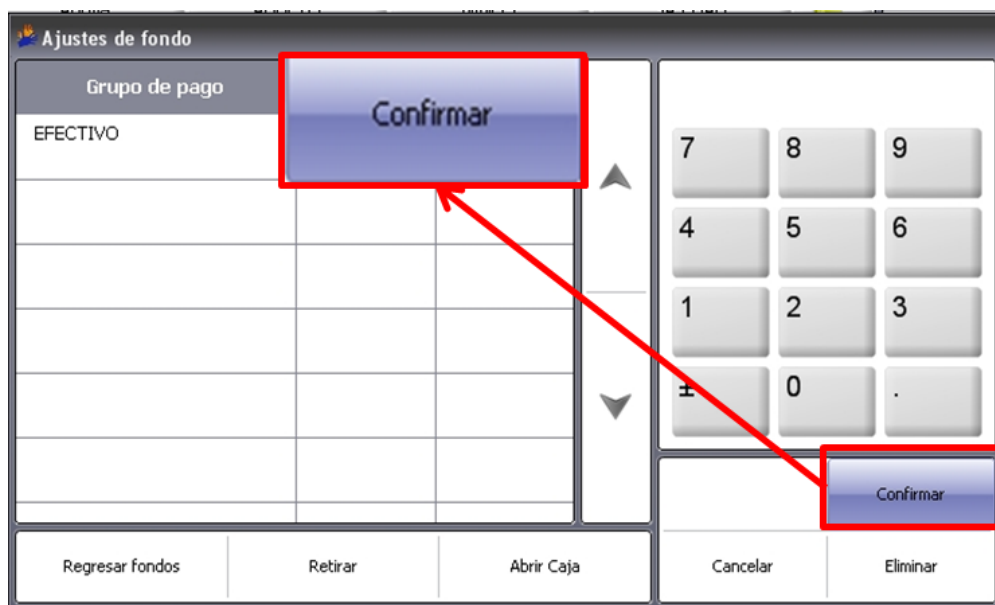 Ajustes de fondo
Grupo de pago
Confirmar
EFECTIVO
7 8 9
4 5 6
1 2 3
± 0 .
Confirmar
Regresar fondos Retirar Abrir Caja Cancelar Eliminar